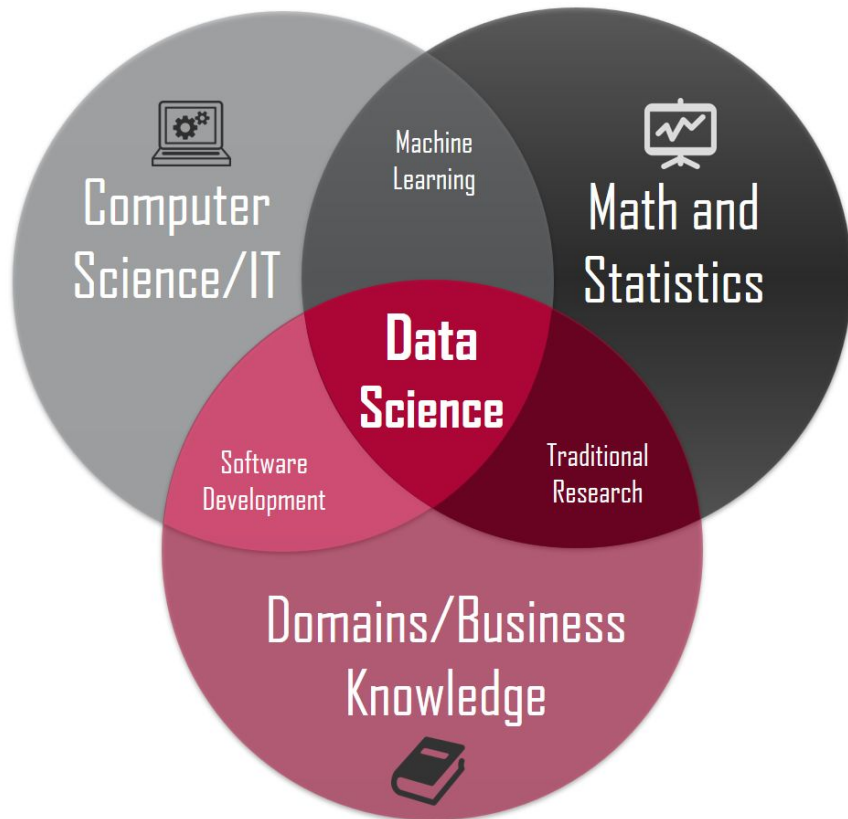 Machine
Learning
Computer
Science/IT
Math and
Statistics
Data
Science
Software
Development
Traditional
Research
Domains/Business
Knowledge